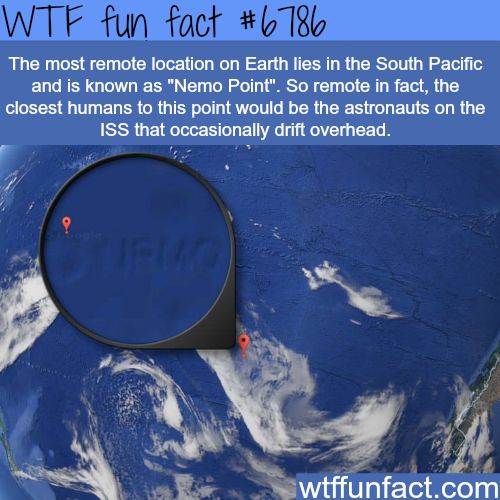 WTF fun fact #6786
The most remote location on Earth lies in the South Pacific
and is known as "Nemo Point". So remote in fact, the
closest humans to this point would be the astronauts on the
ISS that occasionally drift overhead.
wtffunfact.com